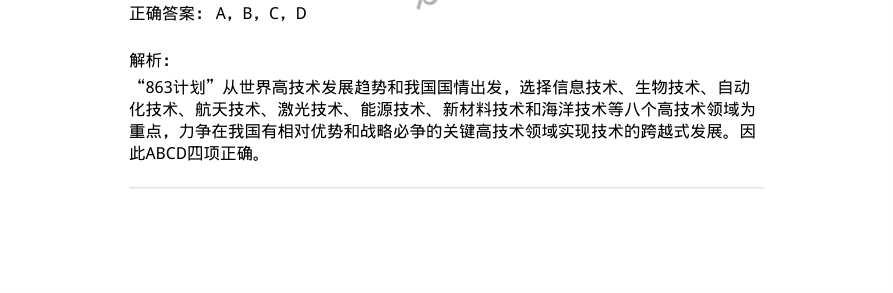 正确答案： A，B，C，D
解析：
“863计划”从世界高技术发展趋势和我国国情出发，选择信息技术、生物技术、自动
化技术、航天技术、激光技术、能源技术、新材料技术和海洋技术等八个高技术领域为
重点，力争在我国有相对优势和战略必争的关键高技术领域实现技术的跨越式发展。因
此ABCD四项正确。